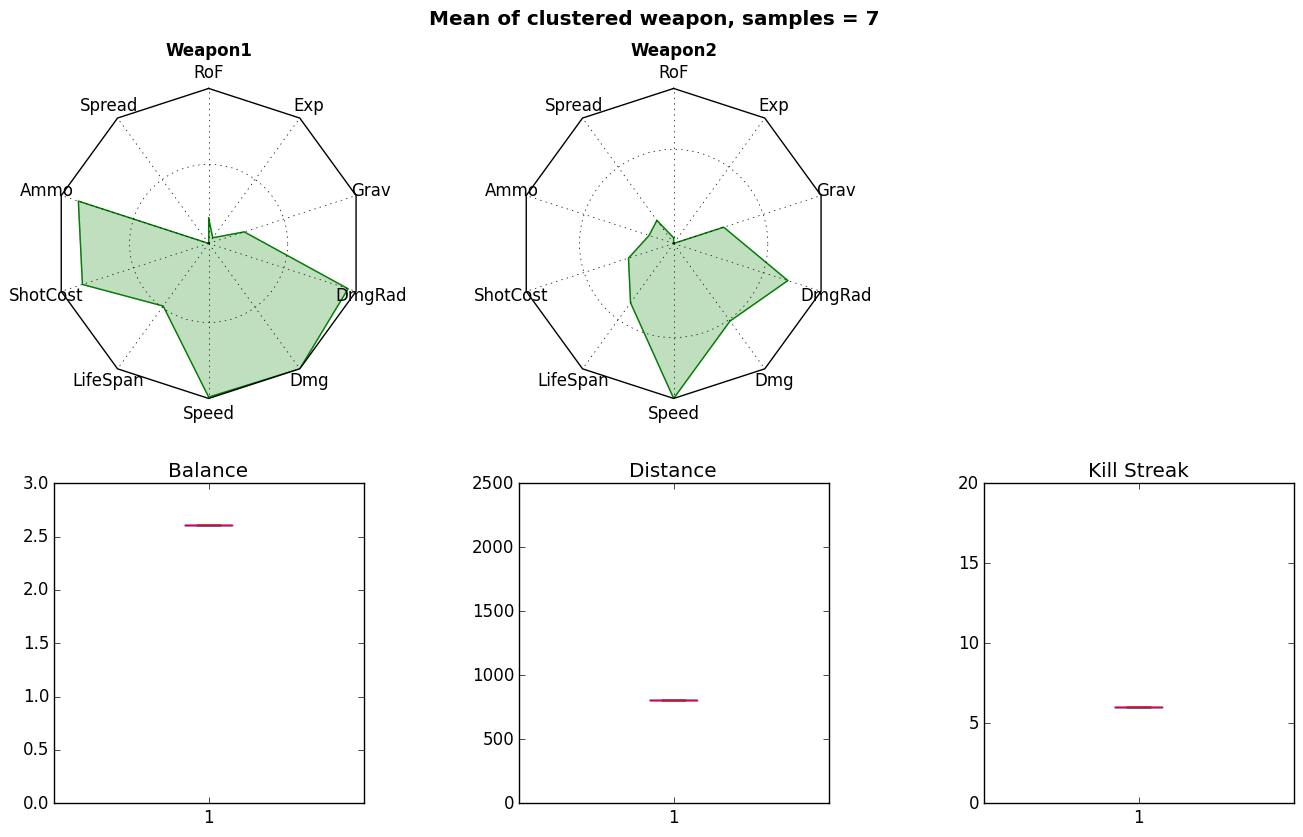 Mean of clustered weapon, samples = 7
Weapon1
RoF
Spread
Exp
Ammo
Grav
ShotCost
DmgRad
LifeSpan
Dmg
Speed
Weapon2
RoF
Spread
Exp
Ammo
Grav
ShotCost
DmgRad
LifeSpan
Dmg
Speed
Balance
3.0
2.5
2.0
1.5
1.0
0.5
0.0
1
Distance
2500
2000
1500
1000
500
0
1
Kill Streak
20
15
10
5
0
1